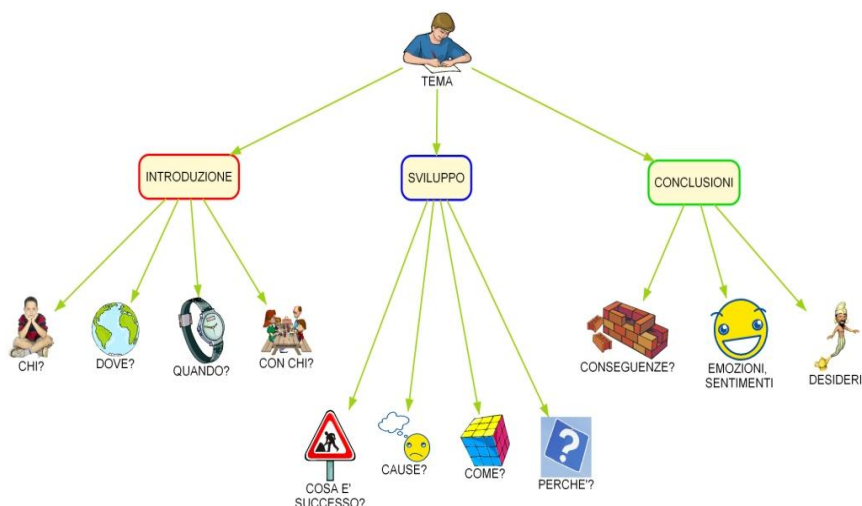 TEMA
INTRODUZIONE
SVILUPPO
CONCLUSIONI
CHI?
DOVE?
QUANDO?
CON CHI?
CONSEGUENZE?
EMOZIONI,
SENTIMENTI
DESIDERI
COSA E'
SUCCESSO?
CAUSE?
COME?
PERCHE'?
?